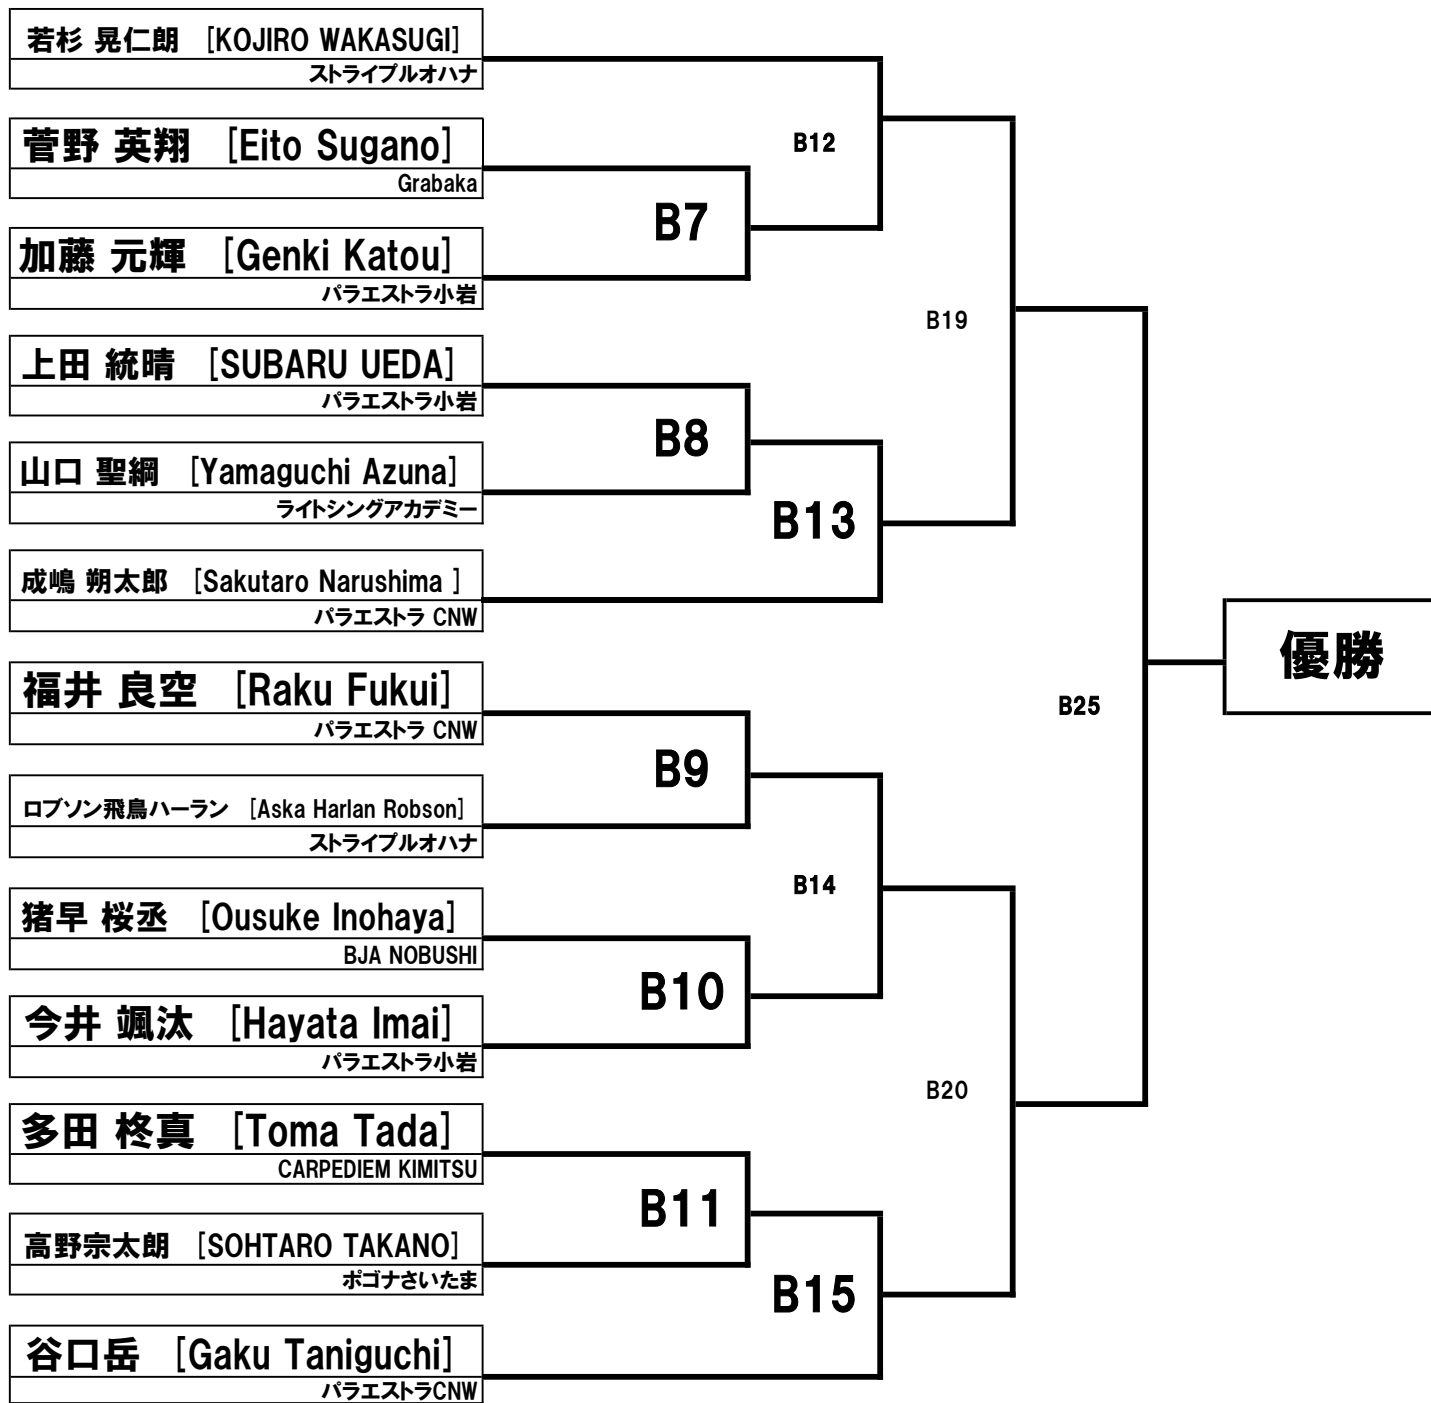 若杉 晃仁朗 [KOJIRO WAKASUGI]
ストライプルオハナ
菅野 英翔 [Eito Sugano]
Grabaka
加藤 元輝 [Genki Katou]
パラエストラ小岩
上田 統晴 [SUBARU UEDA]
パラエストラ小岩
山口 聖綱 [Yamaguchi Azuna]
ライトシングアカデミー
成嶋 朔太郎 [Sakutaro Narushima ]
パラエストラ CNW
福井 良空 [Raku Fukui]
パラエストラ CNW
ロブソン飛鳥ハーラン [Aska Harlan Robson]
ストライプルオハナ
猪早 桜丞 [Ousuke Inohaya]
BJA NOBUSHI
今井 颯汰 [Hayata Imai]
パラエストラ小岩
多田 柊真 [Toma Tada]
CARPEDIEM KIMITSU
高野宗太朗 [SOHTARO TAKANO]
ポゴナさいたま
谷口岳 [Gaku Taniguchi]
パラエストラCNW
B7
B8
B9
B10
B11
B12
B13
B14
B15
B19
B20
B25
優勝